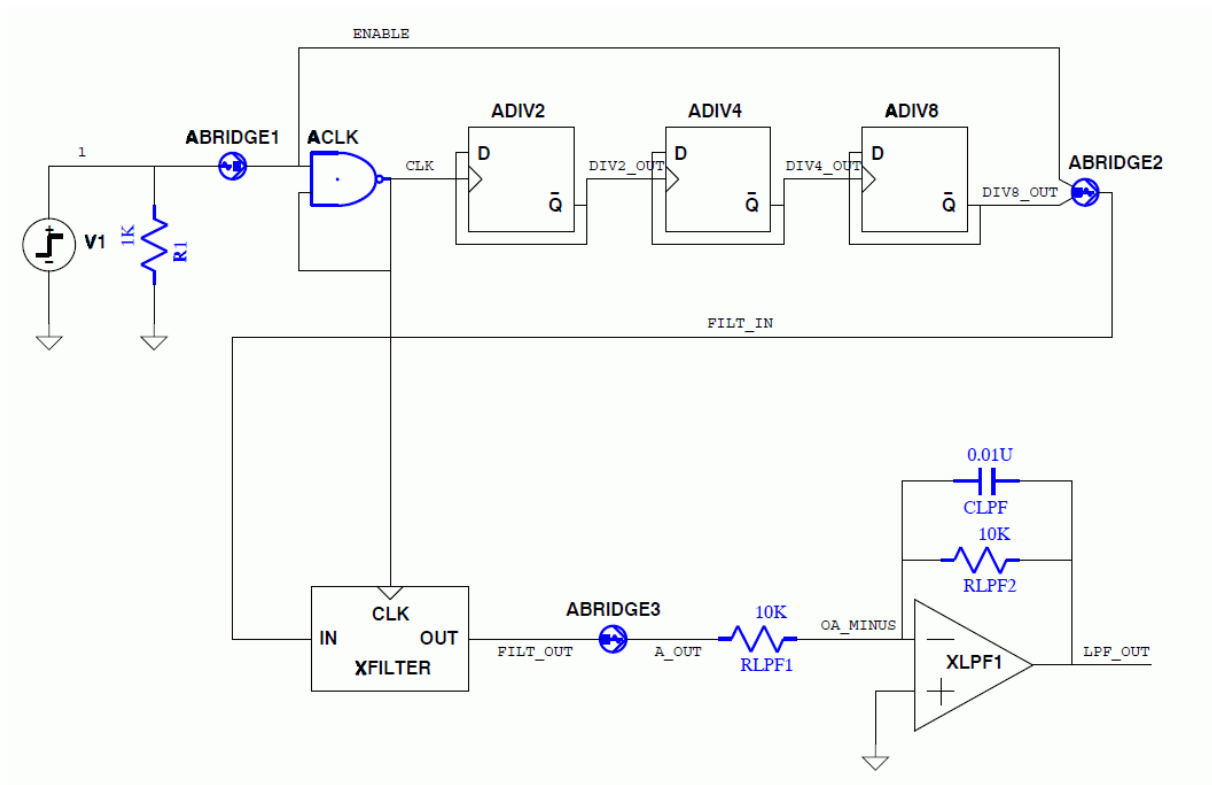 ENABLE
ADIV2
ADIV4
ADIV8
ABRIDGE1
ACLK
ABRIDGE2
1
CLK
D
DIV2_OUT
D
DIV4_OUT
D
DIV8_OUT
Q̅
Q̅
Q̅
+
−
V1
1K
R1
FILT_IN
0.01U
CLPF
10K
RLPF2
CLK
IN
OUT
XFILTER
FILT_OUT
ABRIDGE3
A_OUT
10K
RLPF1
OA_MINUS
−
+
XLPF1
LPF_OUT